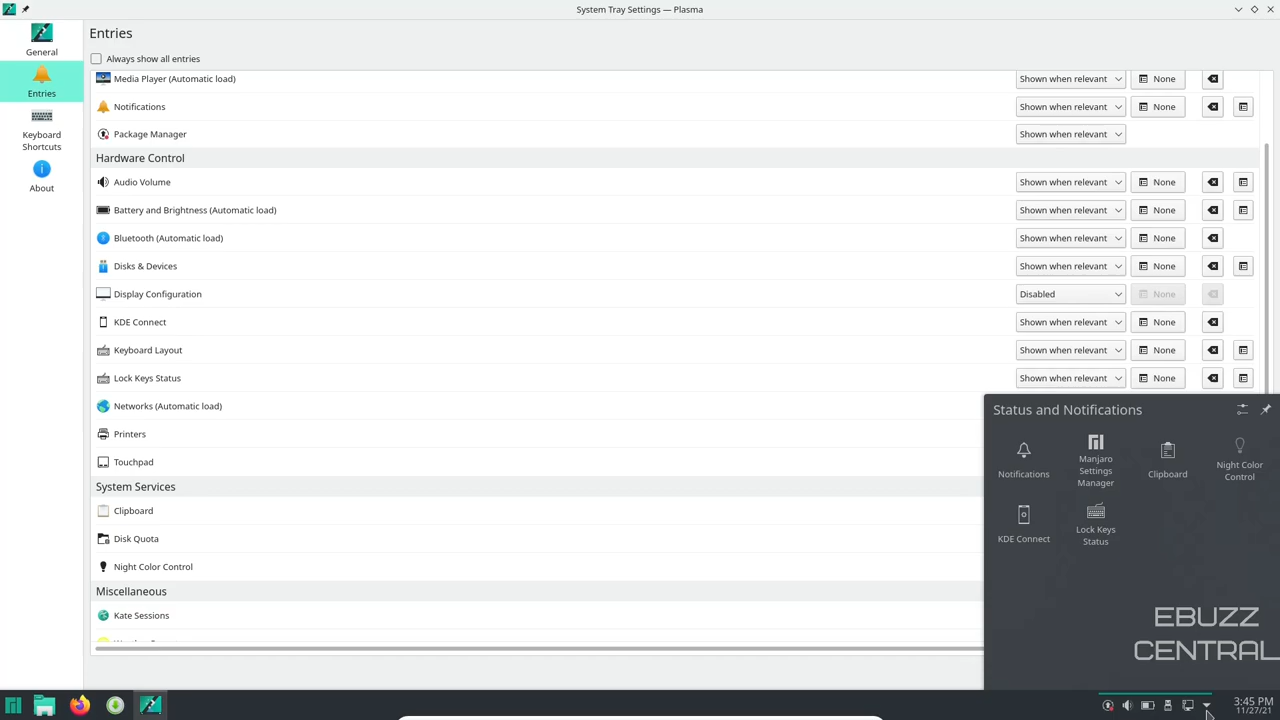 System Tray Settings — Plasma
General
Entries
Keyboard
Shortcuts
About
Entries
Always show all entries
Media Player (Automatic load) Shown when relevant None
Notifications Shown when relevant None
Package Manager Shown when relevant
Hardware Control
Audio Volume Shown when relevant None
Battery and Brightness (Automatic load) Shown when relevant None
Bluetooth (Automatic load) Shown when relevant None
Disks & Devices Shown when relevant None
Display Configuration Disabled None
KDE Connect Shown when relevant None
Keyboard Layout Shown when relevant None
Lock Keys Status Shown when relevant None
Networks (Automatic load)
Printers
Touchpad
System Services
Clipboard
Disk Quota
Night Color Control
Miscellaneous
Kate Sessions
Status and Notifications
Notifications
Manjaro
Settings
Manager
Clipboard
Night Color
Control
KDE Connect
Lock Keys
Status
EBUZZ
CENTRAL
3:45 PM
11/27/21